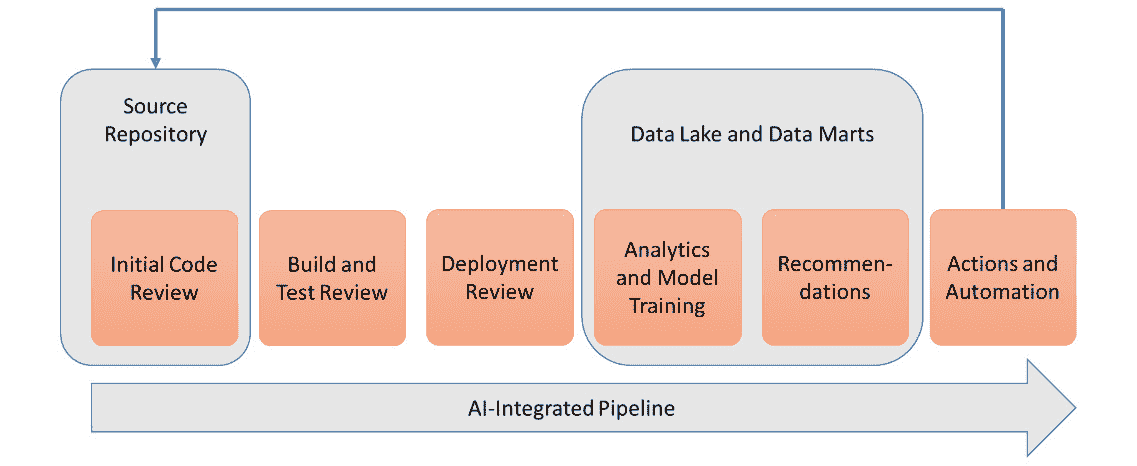 Source
Repository
Data Lake and Data Marts
Initial Code
Review
Build and
Test Review
Deployment
Review
Analytics
and Model
Training
Recommen-
dations
Actions and
Automation
AI-Integrated Pipeline